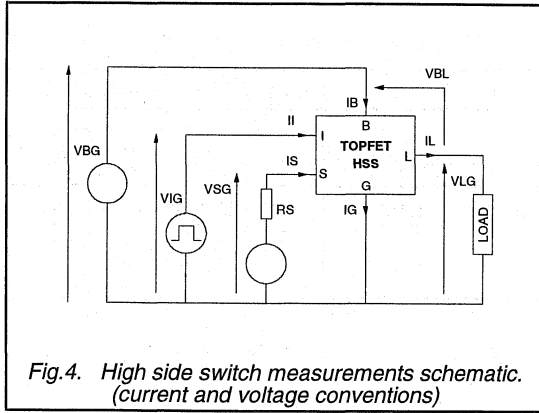 VBL
IB
B
II
I
TOPFET
HSS
L
IL
VBG
IS
S
VIG
VSG
G
VLG
RS
IG
LOAD
Fig.4. High side switch measurements schematic.
(current and voltage conventions)